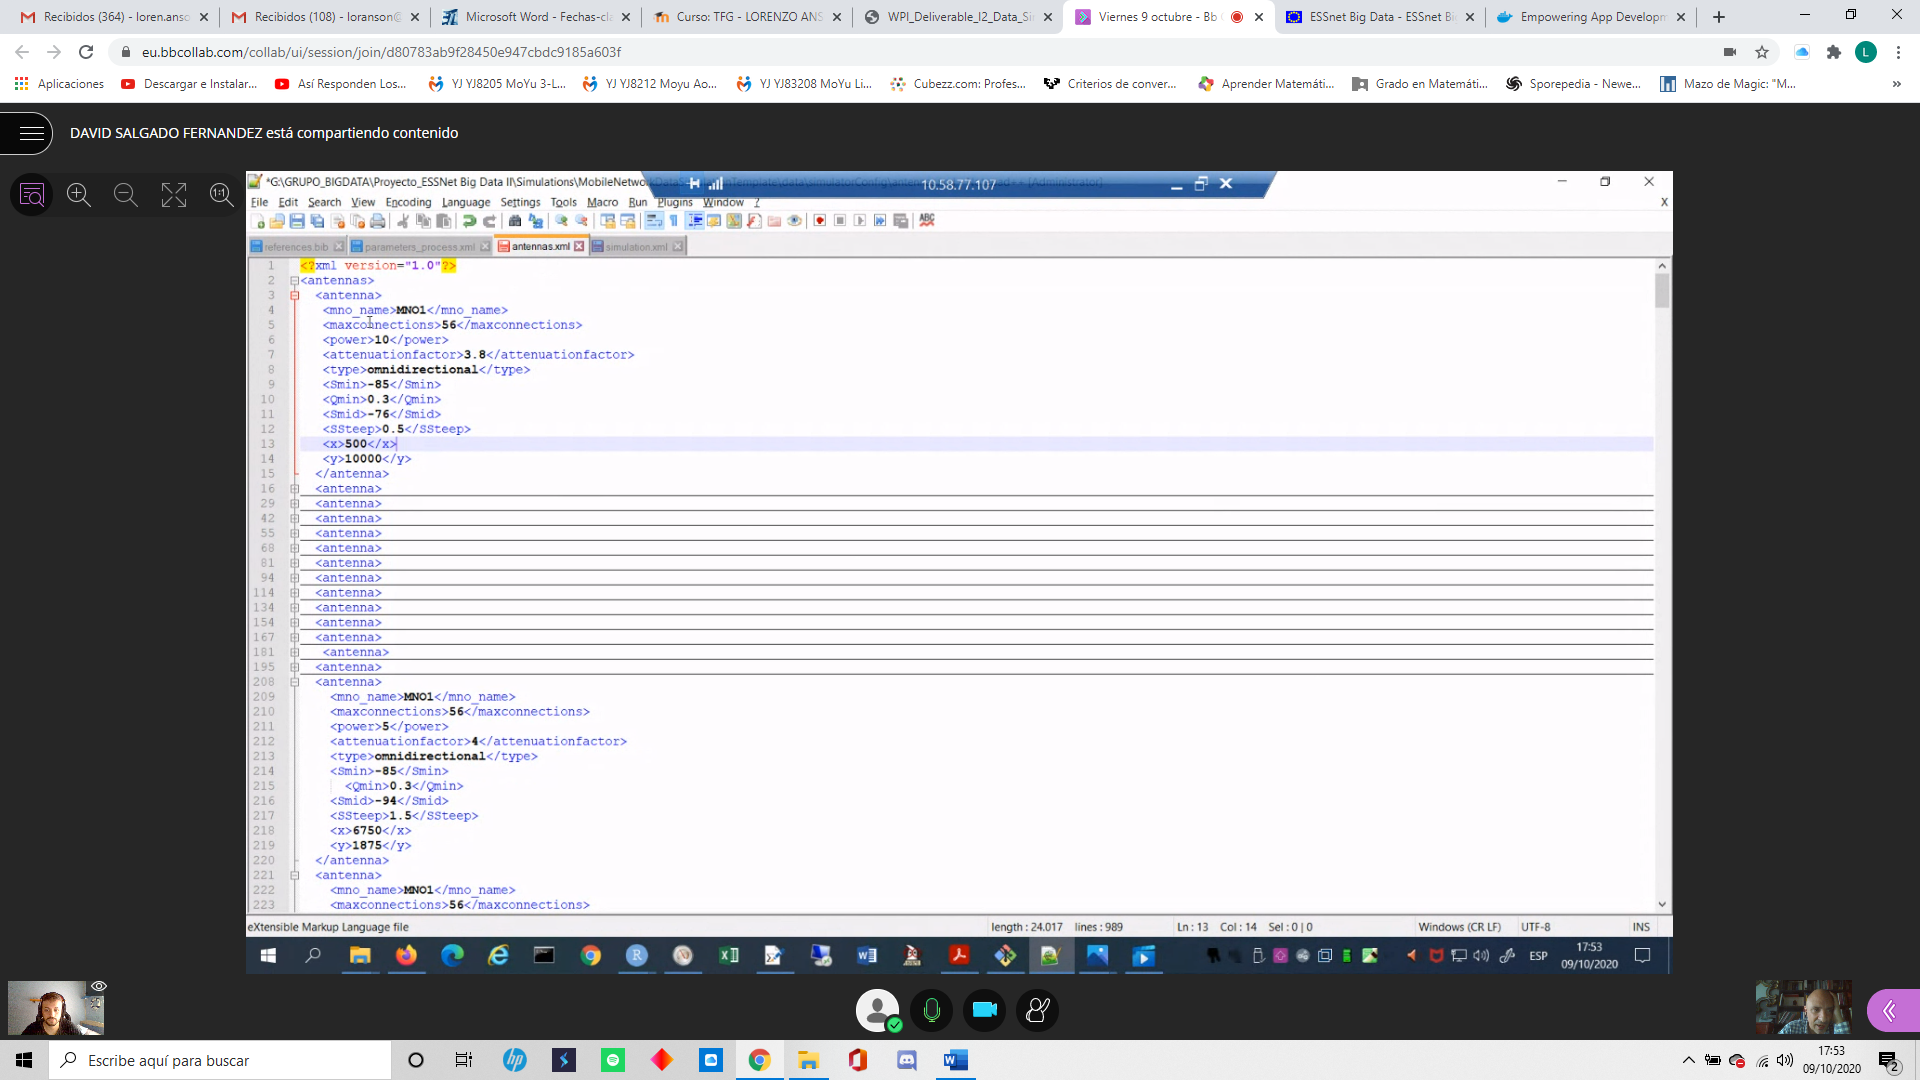 Recibidos (364) - loren.anso
Recibidos (108) - loranson@
Microsoft Word - Fechas-cla
Curso: TFG - LORENZO ANS
WPI_Deliverable_I2_Data_Si
Viernes 9 octubre - Bb
ESSnet Big Data - ESSnet Bi
Empowering App Developm
eu.bbcollab.com/collab/ui/session/join/d80783ab9f28450e947cbdc9185a603f
L
Aplicaciones
Descargar e Instalar...
Así Responden Los...
YJ YJ8205 MoYu 3-L...
YJ YJ8212 Moyu Ao...
YJ YJ83208 MoYu Li...
Cubezz.com: Profes...
Criterios de conver...
Aprender Matemáti...
Grado en Matemáti...
Sporepedia - Newe...
Mazo de Magic: "M...
»
DAVID SALGADO FERNANDEZ está compartiendo contenido
1:1
*G:\GRUPO_BIGDATA\Proyecto_ESSNet Big Data II\Simulations\MobileNetwork
10.58.77.107
File Edit Search View Encoding Language Settings Tools Macro Run Plugins Window ?
X
references.bib
parameters_process.xml
antennas.xml
simulation.xml
1 <?xml version="1.0"?>
2 <antennas>
3 <antenna>
4 <mno_name>MNO1</mno_name>
5 <maxconnections>56</maxconnections>
6 <power>10</power>
7 <attenuationfactor>3.8</attenuationfactor>
8 <type>omnidirectional</type>
9 <Smin>-85</Smin>
10 <Qmin>0.3</Qmin>
11 <Smid>-76</Smid>
12 <SSteep>0.5</SSteep>
13 <x>500</x>
14 <y>10000</y>
15 </antenna>
16 <antenna>
29 <antenna>
42 <antenna>
55 <antenna>
68 <antenna>
81 <antenna>
94 <antenna>
114 <antenna>
134 <antenna>
154 <antenna>
167 <antenna>
181 <antenna>
195 <antenna>
208 <antenna>
209 <mno_name>MNO1</mno_name>
210 <maxconnections>56</maxconnections>
211 <power>5</power>
212 <attenuationfactor>4</attenuationfactor>
213 <type>omnidirectional</type>
214 <Smin>-85</Smin>
215 <Qmin>0.3</Qmin>
216 <Smid>-94</Smid>
217 <SSteep>1.5</SSteep>
218 <x>6750</x>
219 <y>1875</y>
220 </antenna>
221 <antenna>
222 <mno_name>MNO1</mno_name>
223 <maxconnections>56</maxconnections>
eXtensible Markup Language file
length : 24.017 lines : 989
Ln : 13 Col : 14 Sel : 0 | 0
Windows (CR LF)
UTF-8
INS
ESP
17:53
09/10/2020
Escribe aquí para buscar
17:53
09/10/2020
2